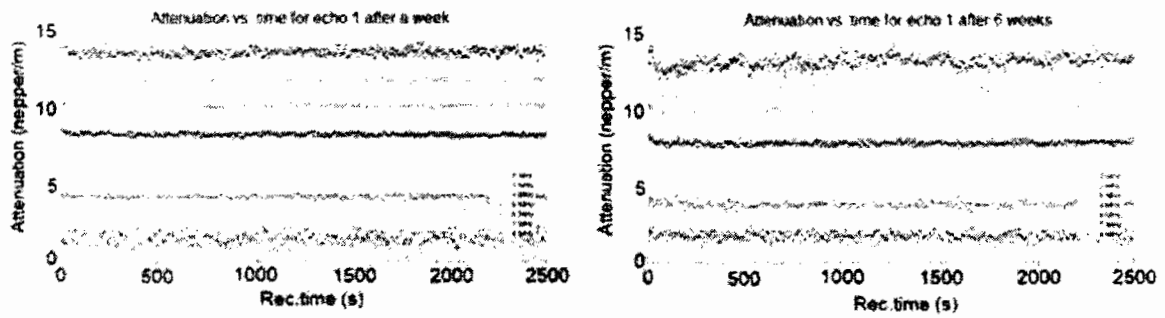 Attenuation vs. time for echo 1 after a week
Attenuation (nepper/m)
15
10
5
0
0 500 1000 1500 2000 2500
Rec.time (s)
Attenuation vs. time for echo 1 after 6 weeks
Attenuation (nepper/m)
15
10
5
0
0 500 1000 1500 2000 2500
Rec.time (s)